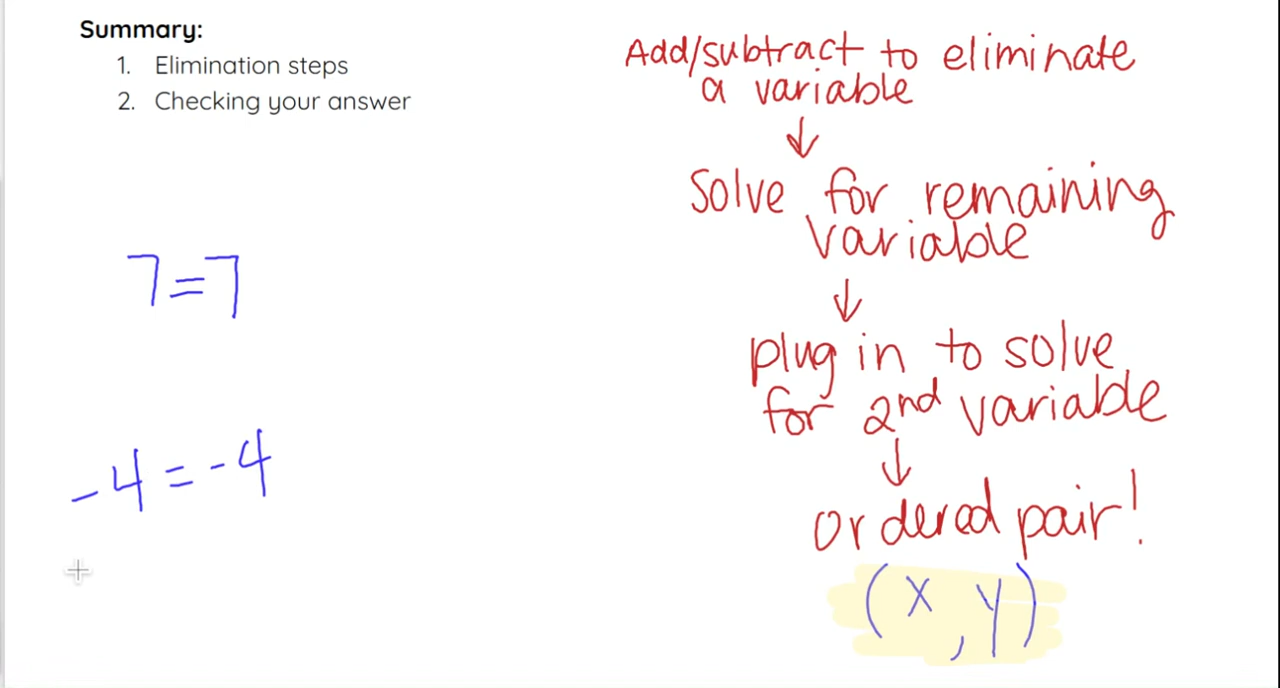 Summary:
1. Elimination steps
2. Checking your answer
7=7
-4=-4
Add/subtract to eliminate
a variable
↓
Solve for remaining
variable
↓
plug in to solve
for 2nd variable
↓
ordered pair!
(x,y)